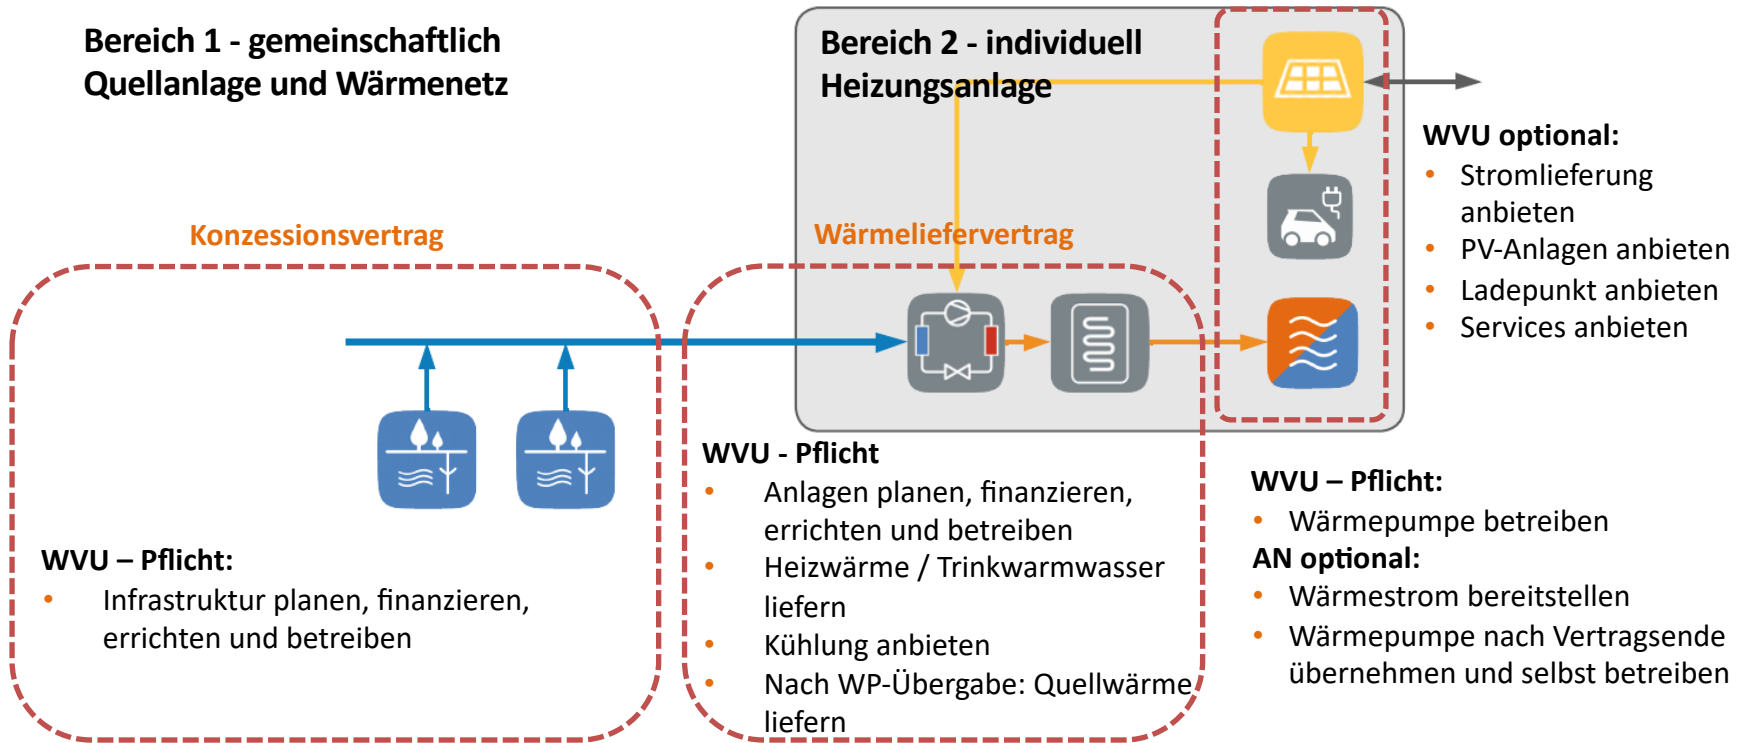 Bereich 1 - gemeinschaftlich
Quellanlage und Wärmenetz
Bereich 2 - individuell
Heizungsanlage
Konzessionsvertrag
Wärmeliefervertrag
WVU optional:
• Stromlieferung
anbieten
• PV-Anlagen anbieten
• Ladepunkt anbieten
• Services anbieten
WVU – Pflicht:
• Infrastruktur planen, finanzieren,
errichten und betreiben
WVU - Pflicht
• Anlagen planen, finanzieren,
errichten und betreiben
• Heizwärme / Trinkwarmwasser
liefern
• Kühlung anbieten
• Nach WP-Übergabe: Quellwärme
liefern
WVU – Pflicht:
• Wärmepumpe betreiben
AN optional:
• Wärmestrom bereitstellen
• Wärmepumpe nach Vertragsende
übernehmen und selbst betreiben